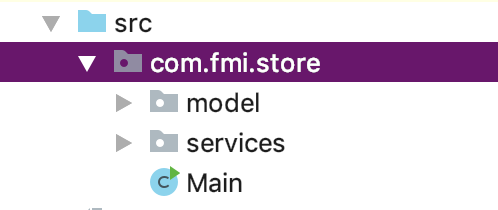 src
com.fmi.store
model
services
C Main